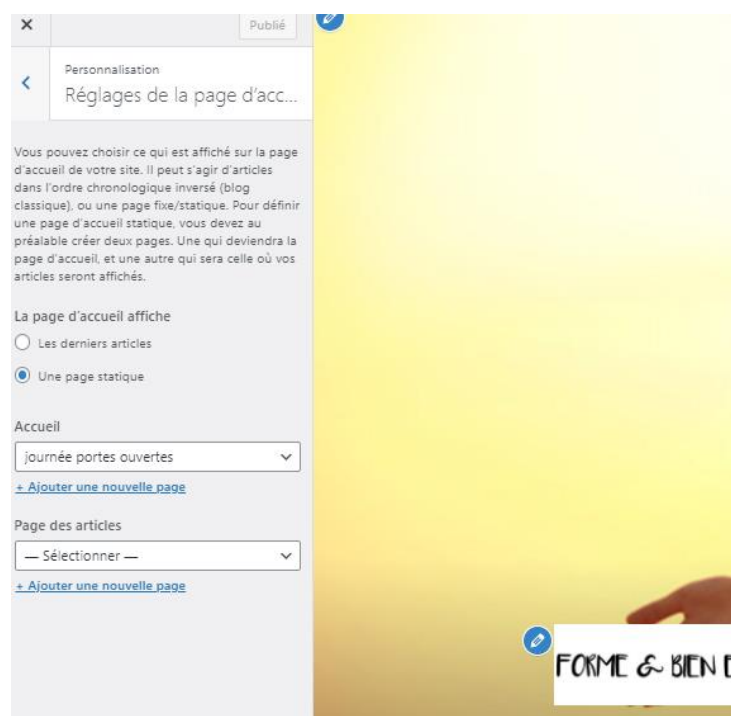 Publié
Personnalisation
Réglages de la page d'acc...
Vous pouvez choisir ce qui est affiché sur la page
d'accueil de votre site. Il peut s'agir d'articles
dans l'ordre chronologique inversé (blog
classique), ou une page fixe/statique. Pour définir
une page d'accueil statique, vous devez au
préalable créer deux pages. Une qui deviendra la
page d'accueil, et une autre qui sera celle où vos
articles seront affichés.
La page d'accueil affiche
Les derniers articles
Une page statique
Accueil
journée portes ouvertes
+ Ajouter une nouvelle page
Page des articles
— Sélectionner —
+ Ajouter une nouvelle page
FORME & BIEN